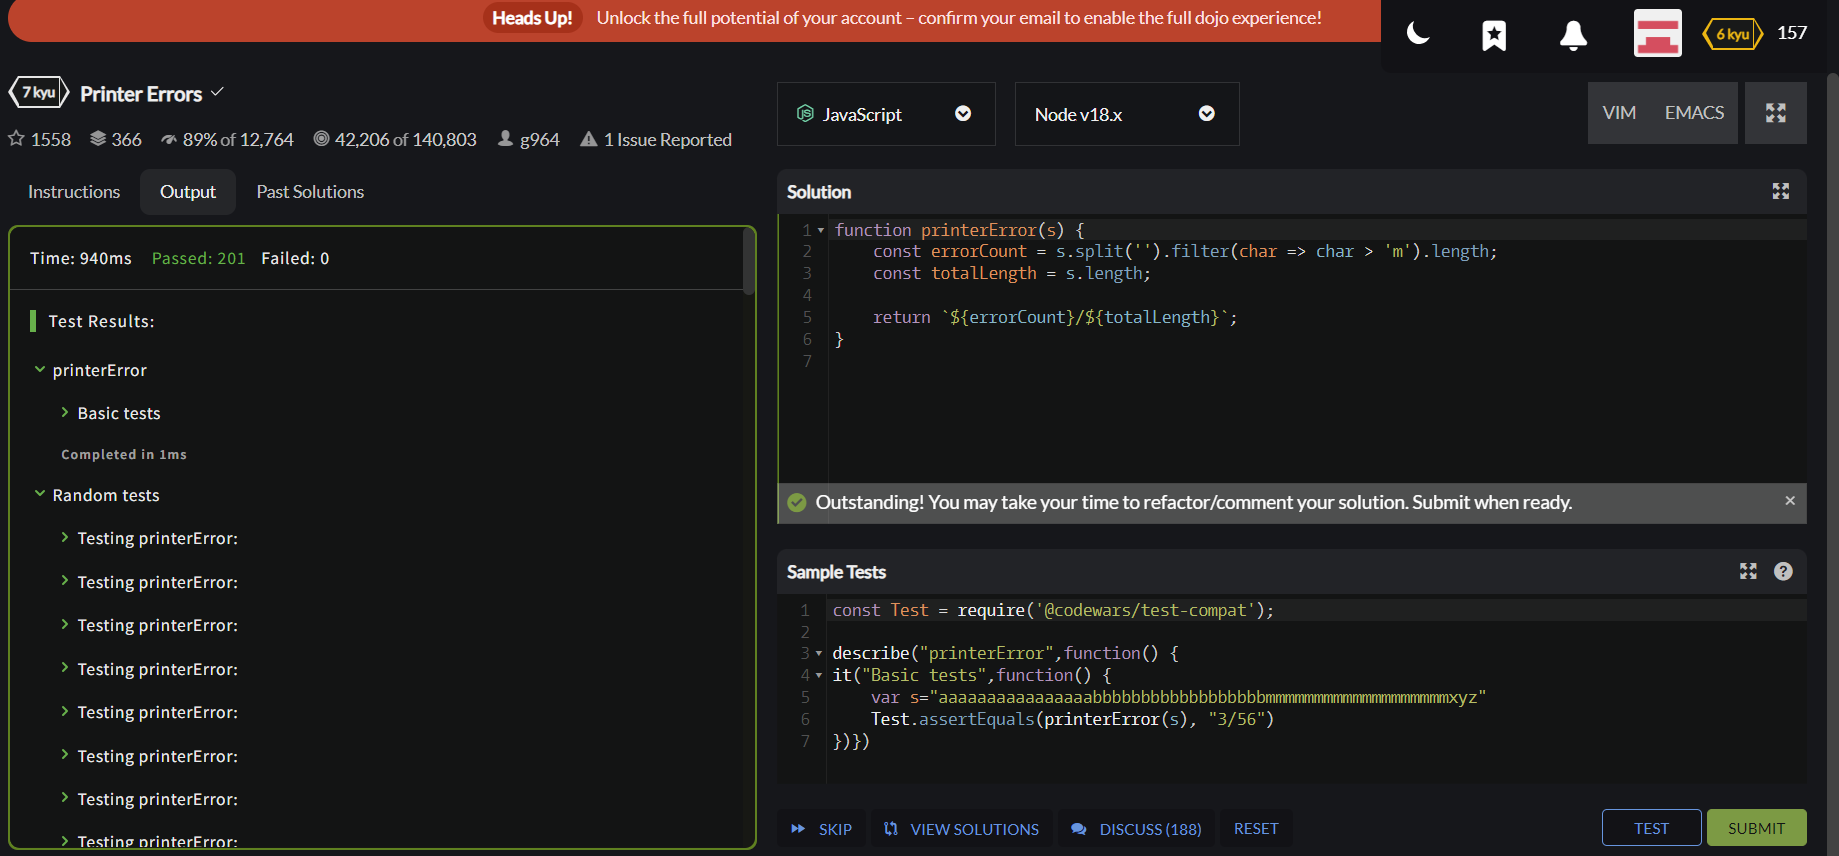 Heads Up! Unlock the full potential of your account – confirm your email to enable the full dojo experience!
6 kyu 157
7 kyu Printer Errors
1558 366 89% of 12,764 42,206 of 140,803 g964 1 Issue Reported
JavaScript Node v18.x VIM EMACS
Instructions Output Past Solutions
Time: 940ms Passed: 201 Failed: 0
Test Results:
printerError
Basic tests
Completed in 1ms
Random tests
Testing printerError:
Testing printerError:
Testing printerError:
Testing printerError:
Testing printerError:
Testing printerError:
Testing printerError:
Testing printerError:
Solution
1 function printerError(s) {
2 const errorCount = s.split('').filter(char => char > 'm').length;
3 const totalLength = s.length;
4
5 return `${errorCount}/${totalLength}`;
6 }
7
Outstanding! You may take your time to refactor/comment your solution. Submit when ready. ×
Sample Tests
1 const Test = require('@codewars/test-compat');
2
3 describe("printerError",function() {
4 it("Basic tests",function() {
5 var s="aaaaaaaaaaaaaaaabbbbbbbbbbbbbbbbbbmmmmmmmmmmmmmmmmmmmxyz"
6 Test.assertEquals(printerError(s), "3/56")
7 })})
SKIP VIEW SOLUTIONS DISCUSS (188) RESET TEST SUBMIT